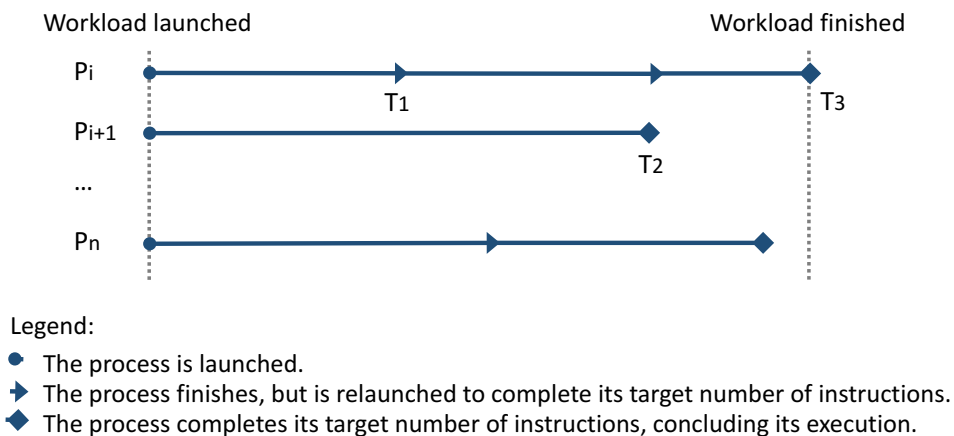 Workload launched Workload finished
Pi
T1 T3
Pi+1
T2
...
Pn
Legend:
The process is launched.
The process finishes, but is relaunched to complete its target number of instructions.
The process completes its target number of instructions, concluding its execution.